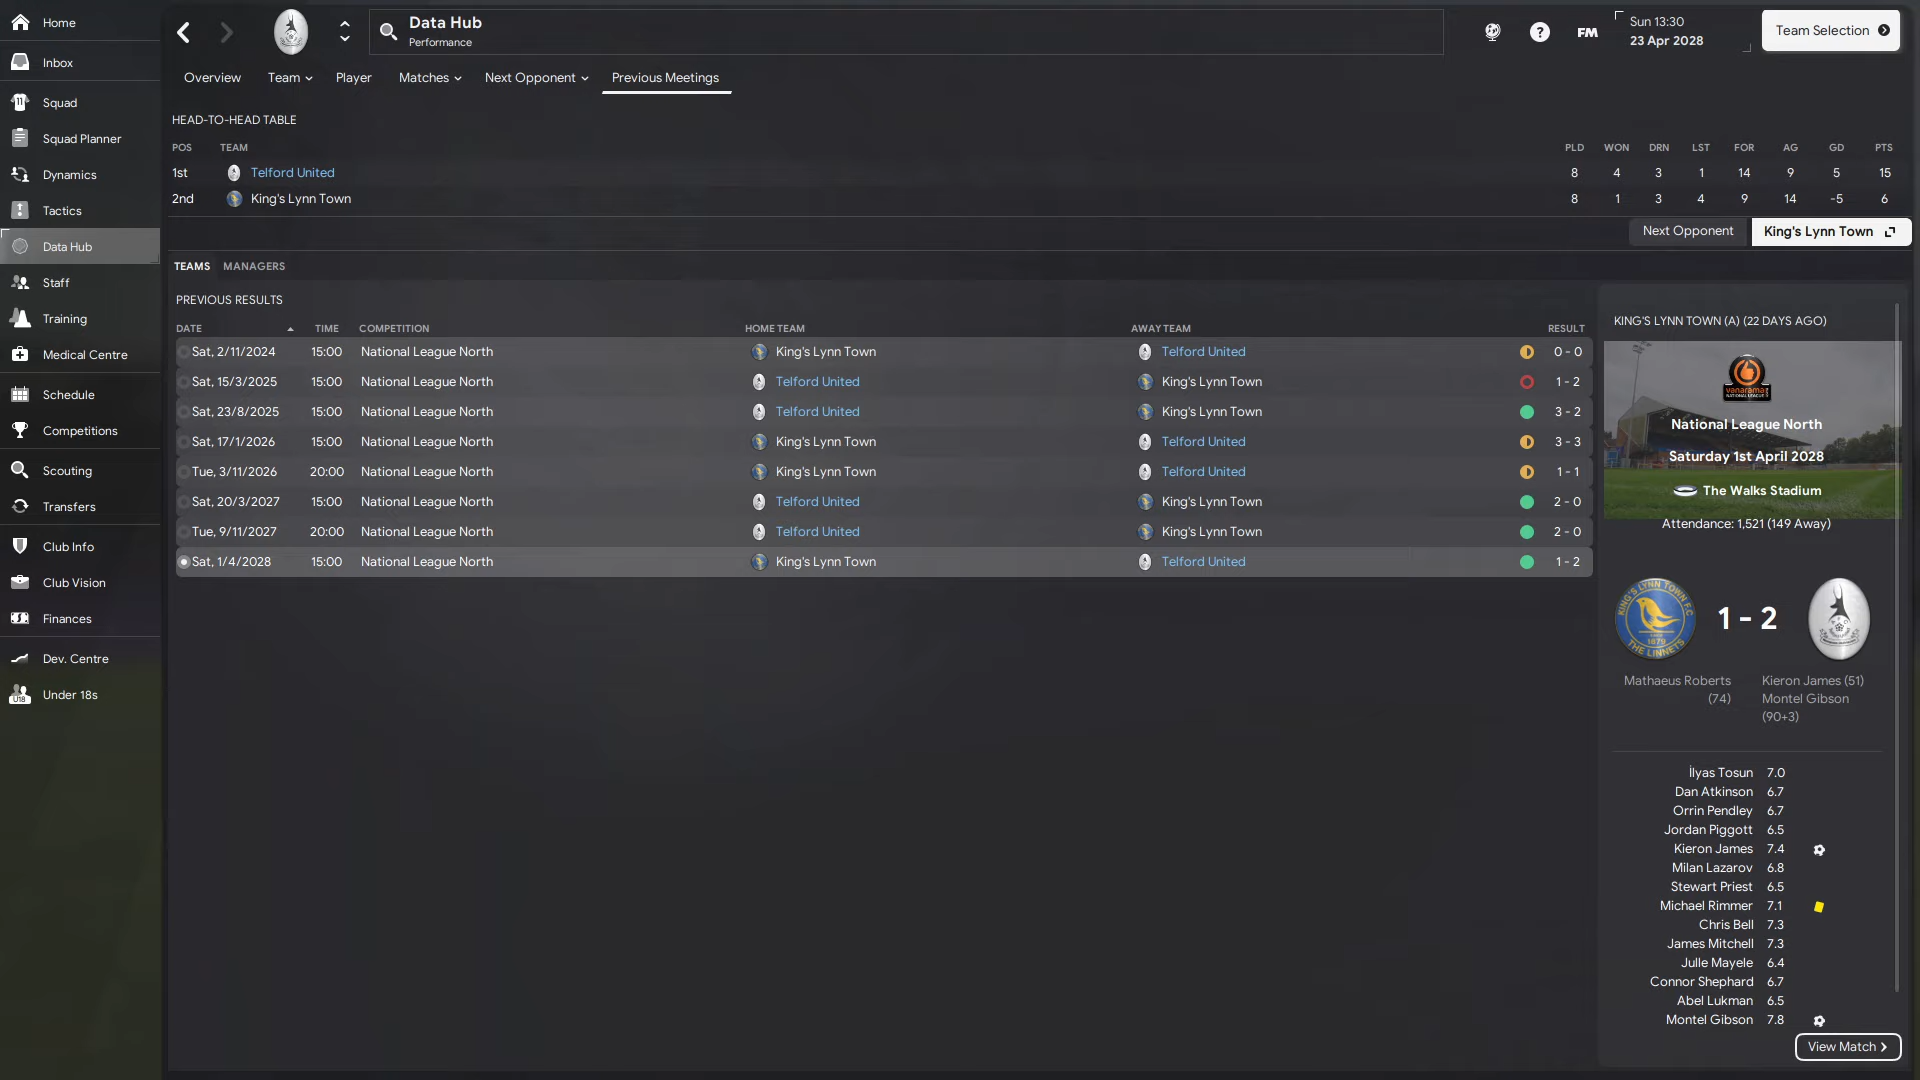 Home
Inbox
Squad
Squad Planner
Dynamics
Tactics
Data Hub
Staff
Training
Medical Centre
Schedule
Competitions
Scouting
Transfers
Club Info
Club Vision
Finances
Dev. Centre
Under 18s
Data Hub
Performance
FM
Sun 13:30
23 Apr 2028
Team Selection
Overview Team Player Matches Next Opponent Previous Meetings
HEAD-TO-HEAD TABLE
POS TEAM PLD WON DRN LST FOR AG GD PTS
1st Telford United 8 4 3 1 14 9 5 15
2nd King's Lynn Town 8 1 3 4 9 14 -5 6
Next Opponent King's Lynn Town
TEAMS MANAGERS
PREVIOUS RESULTS
DATE TIME COMPETITION HOME TEAM AWAY TEAM RESULT
Sat, 2/11/2024 15:00 National League North King's Lynn Town Telford United 0 - 0
Sat, 15/3/2025 15:00 National League North Telford United King's Lynn Town 1 - 2
Sat, 23/8/2025 15:00 National League North Telford United King's Lynn Town 3 - 2
Sat, 17/1/2026 15:00 National League North King's Lynn Town Telford United 3 - 3
Tue, 3/11/2026 20:00 National League North King's Lynn Town Telford United 1 - 1
Sat, 20/3/2027 15:00 National League North Telford United King's Lynn Town 2 - 0
Tue, 9/11/2027 20:00 National League North Telford United King's Lynn Town 2 - 0
Sat, 1/4/2028 15:00 National League North King's Lynn Town Telford United 1 - 2
KING'S LYNN TOWN (A) (22 DAYS AGO)
vanarama
NATIONAL LEAGUE
National League North
Saturday 1st April 2028
The Walks Stadium
Attendance: 1,521 (149 Away)
KING'S LYNN TOWN F.C
1879
THE LINNETS
1 - 2
Mathaeus Roberts
(74)
Kieron James (51)
Montel Gibson
(90+3)
İlyas Tosun 7.0
Dan Atkinson 6.7
Orrin Pendley 6.7
Jordan Piggott 6.5
Kieron James 7.4
Milan Lazarov 6.8
Stewart Priest 6.5
Michael Rimmer 7.1
Chris Bell 7.3
James Mitchell 7.3
Julle Mayele 6.4
Connor Shephard 6.7
Abel Lukman 6.5
Montel Gibson 7.8
View Match